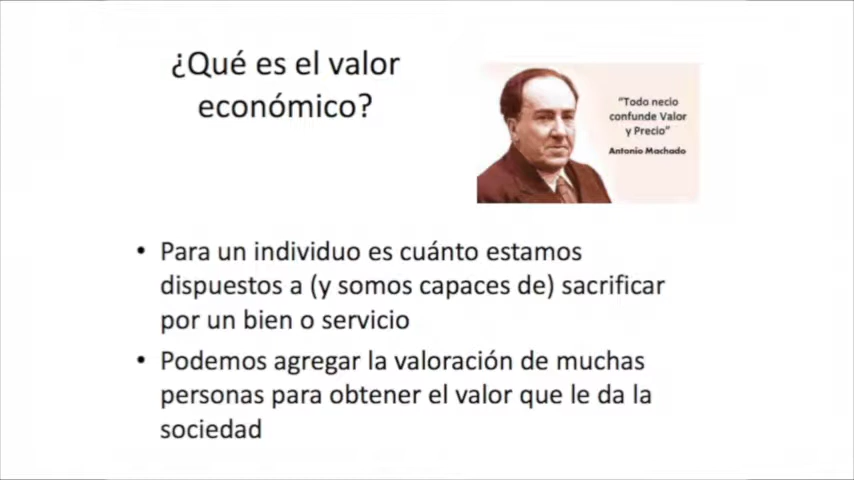 ¿Qué es el valor
económico?
“Todo necio
confunde Valor
y Precio”
Antonio Machado
• Para un individuo es cuánto estamos
dispuestos a (y somos capaces de) sacrificar
por un bien o servicio
• Podemos agregar la valoración de muchas
personas para obtener el valor que le da la
sociedad